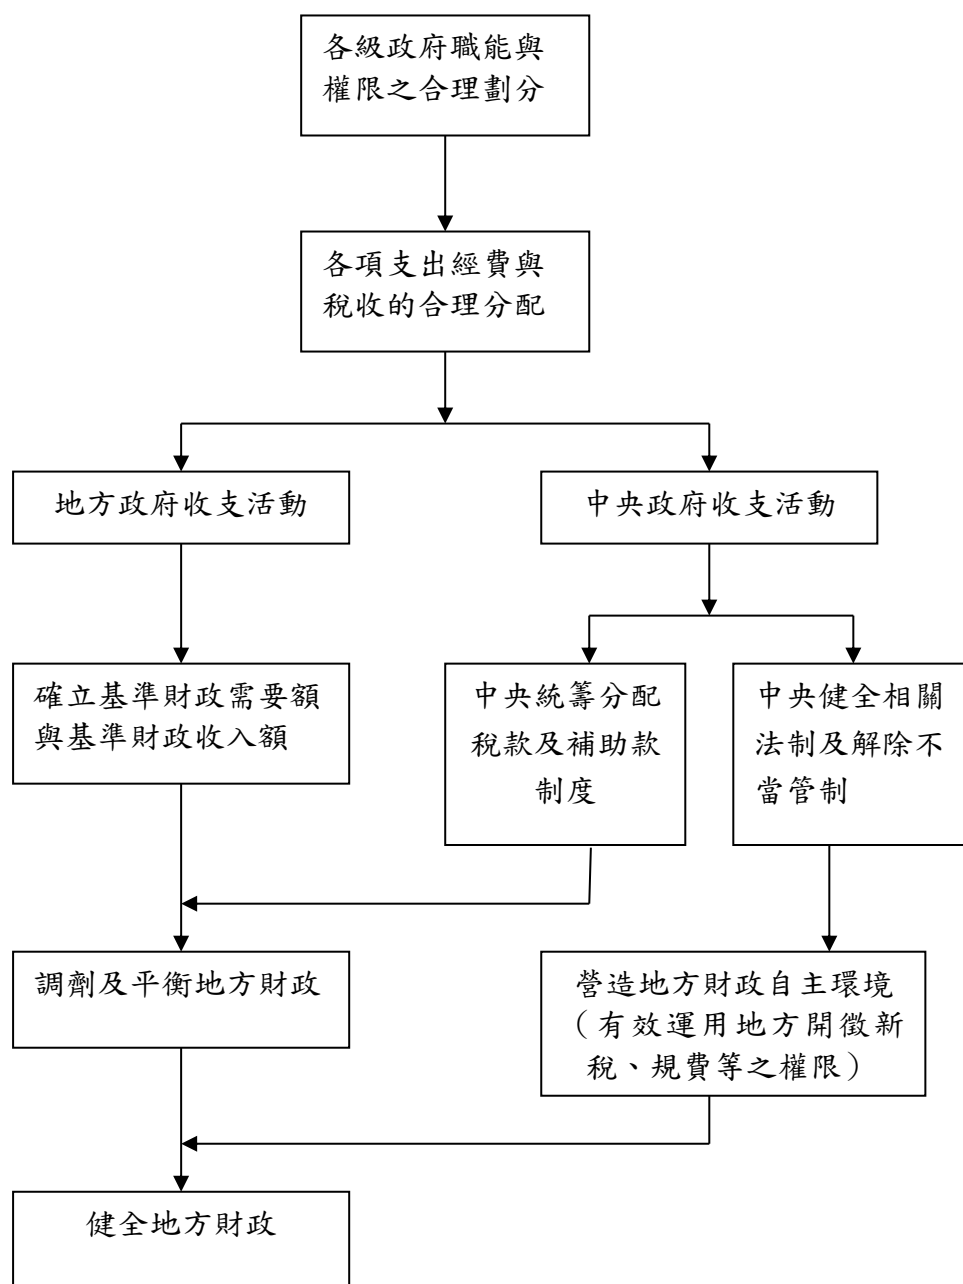 各級政府職能與
權限之合理劃分
各項支出經費與
稅收的合理分配
地方政府收支活動
中央政府收支活動
確立基準財政需要額
與基準財政收入額
中央統籌分配
稅款及補助款
制度
中央健全相關
法制及解除不
當管制
調劑及平衡地方財政
營造地方財政自主環境
（有效運用地方開徵新
稅、規費等之權限）
健全地方財政